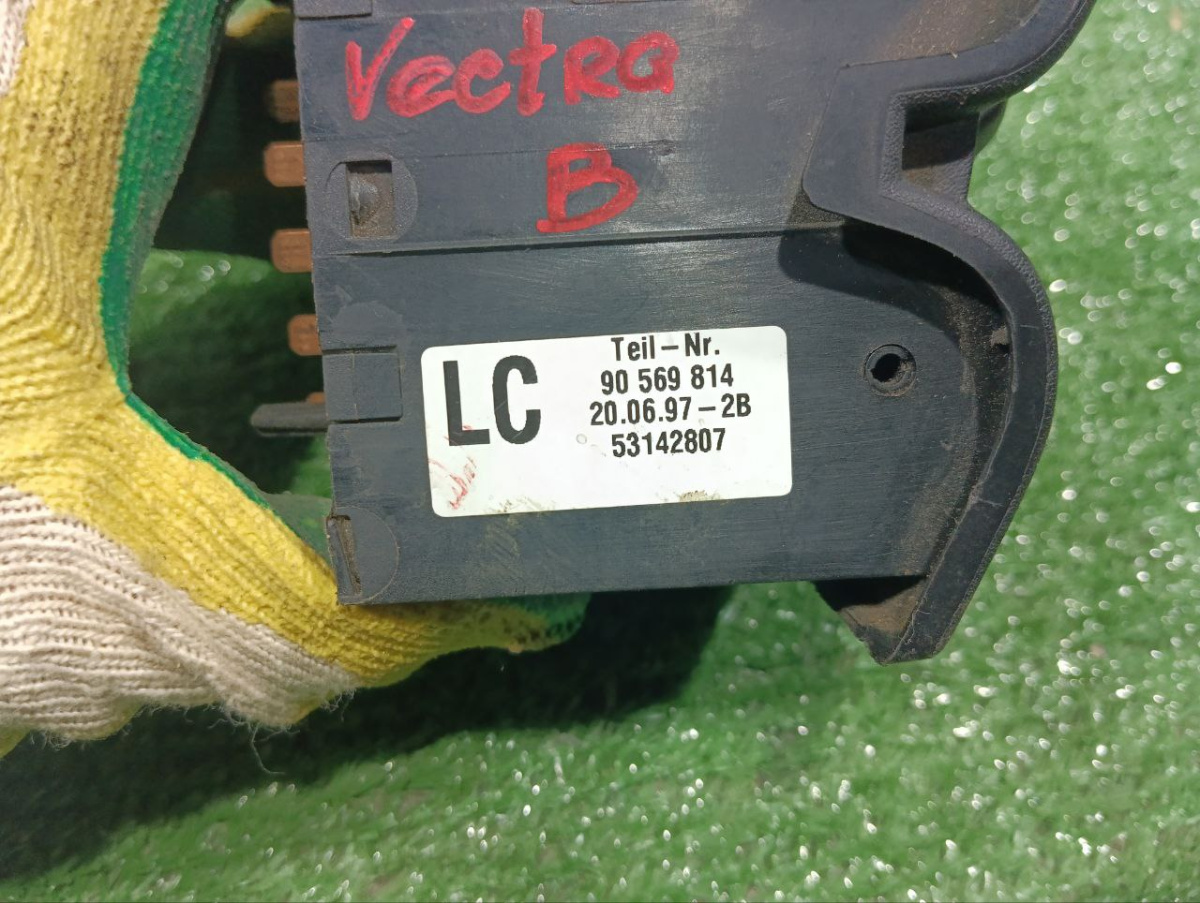 Vectra
B
LC
Teil-Nr.
90 569 814
20.06.97-2B
53142807